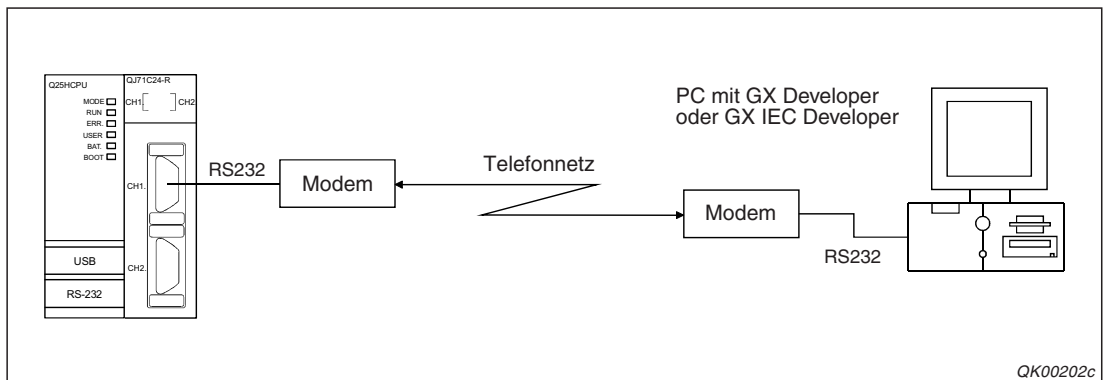 Q25HCPU
MODE
RUN
ERR.
USER
BAT.
BOOT
USB
RS-232
QJ71C24-R
CH1. CH2
CH1.
CH2.
RS232
Modem
Telefonnetz
Modem
RS232
PC mit GX Developer
oder GX IEC Developer
QK00202c